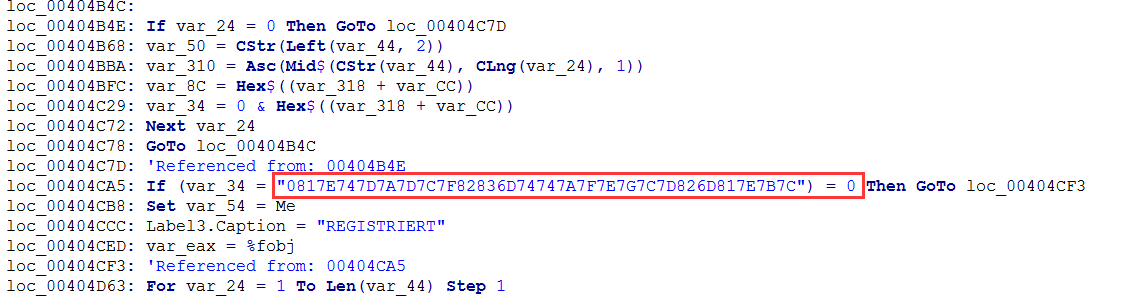 loc_00404B4C:
loc_00404B4E: If var_24 = 0 Then GoTo loc_00404C7D
loc_00404B68: var_50 = CStr(Left(var_44, 2))
loc_00404BBA: var_310 = Asc(Mid$(CStr(var_44), CLng(var_24), 1))
loc_00404BFC: var_8C = Hex$((var_318 + var_CC))
loc_00404C29: var_34 = 0 & Hex$((var_318 + var_CC))
loc_00404C72: Next var_24
loc_00404C78: GoTo loc_00404B4C
loc_00404C7D: 'Referenced from: 00404B4E
loc_00404CA5: If (var_34 = "0817E747D7A7D7C7F82836D74747A7F7E7G7C7D826D817E7B7C") = 0 Then GoTo loc_00404CF3
loc_00404CB8: Set var_54 = Me
loc_00404CCC: Label3.Caption = "REGISTRIERT"
loc_00404CED: var_eax = %fobj
loc_00404CF3: 'Referenced from: 00404CA5
loc_00404D63: For var_24 = 1 To Len(var_44) Step 1